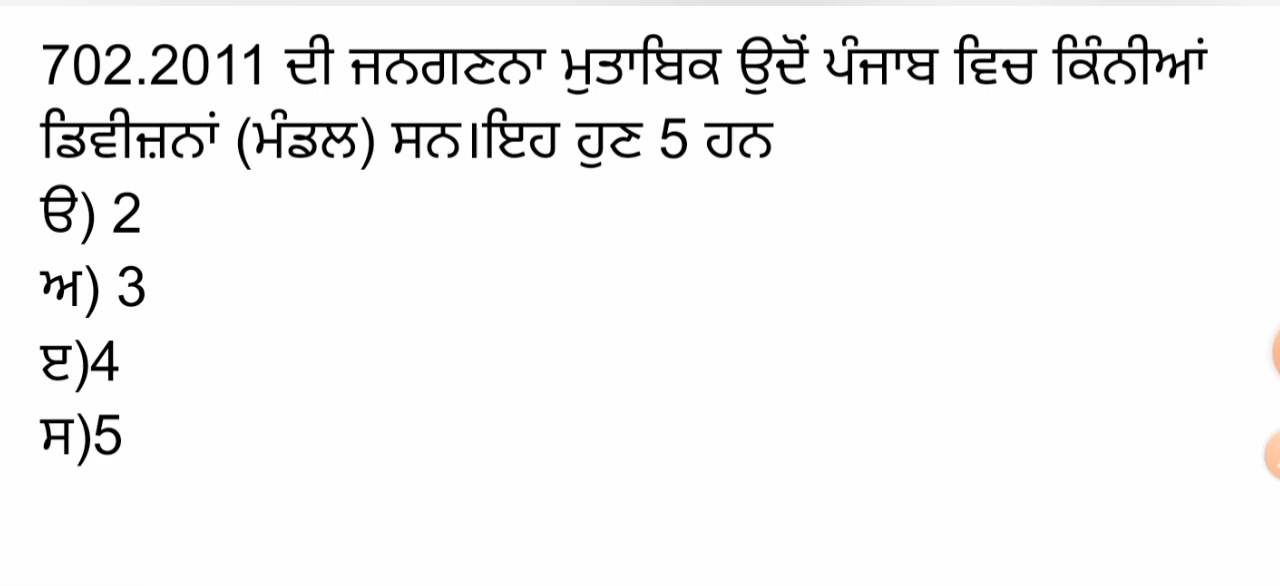 702.2011 ਦੀ ਜਨਗਣਨਾ ਮੁਤਾਬਿਕ ਉਦੋਂ ਪੰਜਾਬ ਵਿਚ ਕਿੰਨੀਆਂ
ਡਿਵੀਜ਼ਨਾਂ (ਮੰਡਲ) ਸਨ।ਇਹ ਹੁਣ 5 ਹਨ
ੳ) 2
ਅ) 3
ੲ)4
ਸ)5